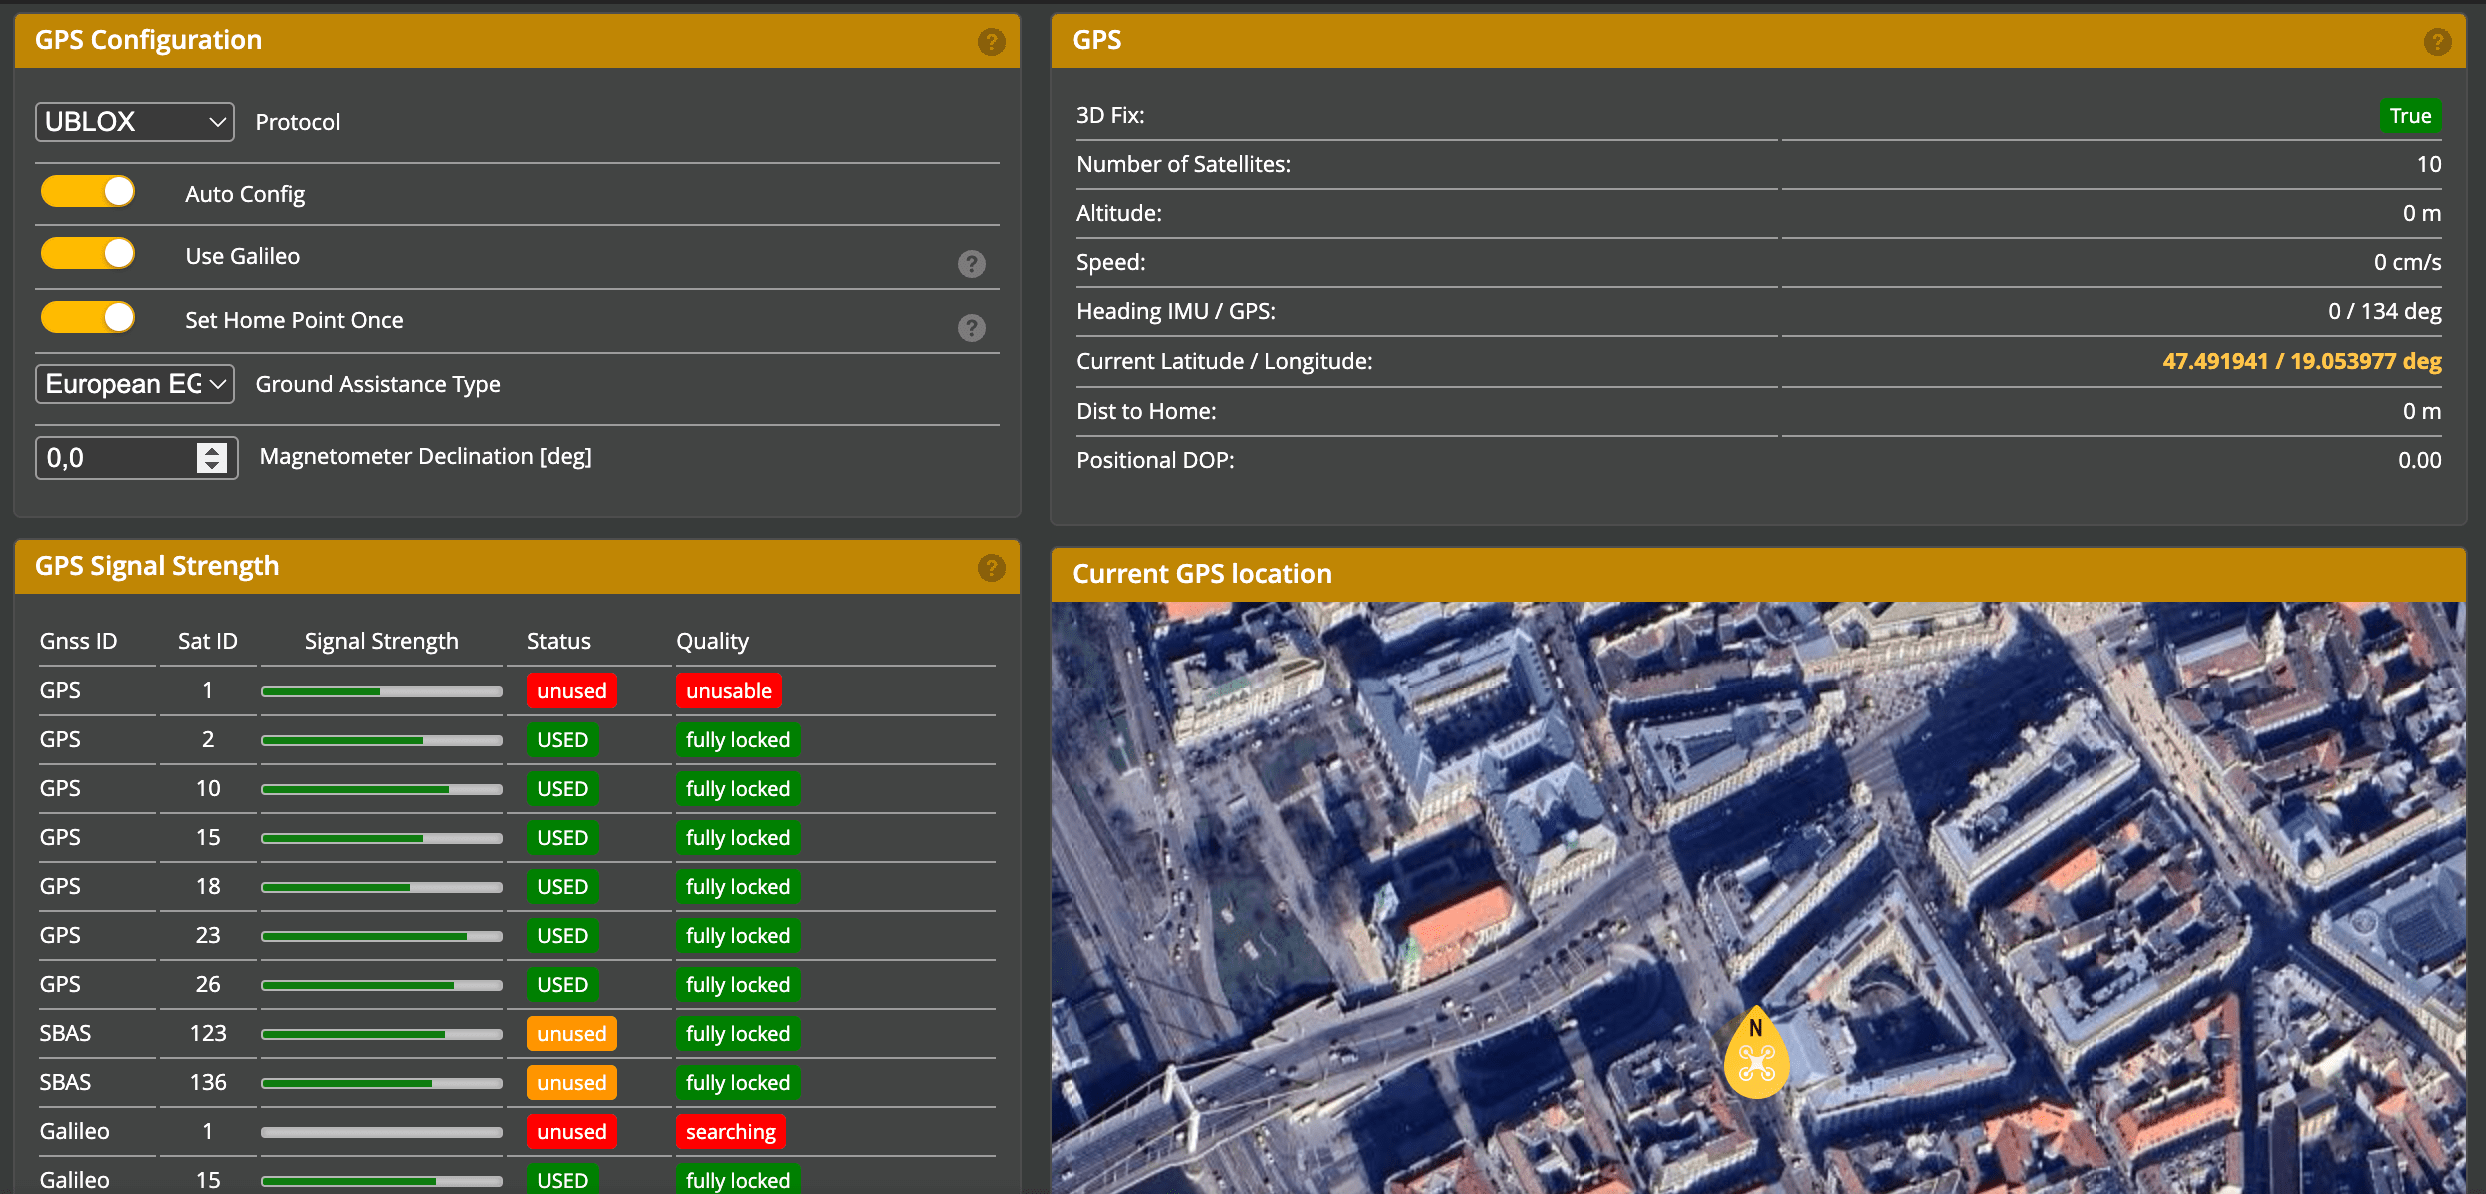 GPS Configuration
UBLOX Protocol
Auto Config
Use Galileo
Set Home Point Once
European EG Ground Assistance Type
0,0 Magnetometer Declination [deg]
GPS
3D Fix: True
Number of Satellites: 10
Altitude: 0 m
Speed: 0 cm/s
Heading IMU / GPS: 0 / 134 deg
Current Latitude / Longitude: 47.491941 / 19.053977 deg
Dist to Home: 0 m
Positional DOP: 0.00
GPS Signal Strength
Gnss ID Sat ID Signal Strength Status Quality
GPS 1 unused unusable
GPS 2 USED fully locked
GPS 10 USED fully locked
GPS 15 USED fully locked
GPS 18 USED fully locked
GPS 23 USED fully locked
GPS 26 USED fully locked
SBAS 123 unused fully locked
SBAS 136 unused fully locked
Galileo 1 unused searching
Galileo 15 USED fully locked
Current GPS location
N